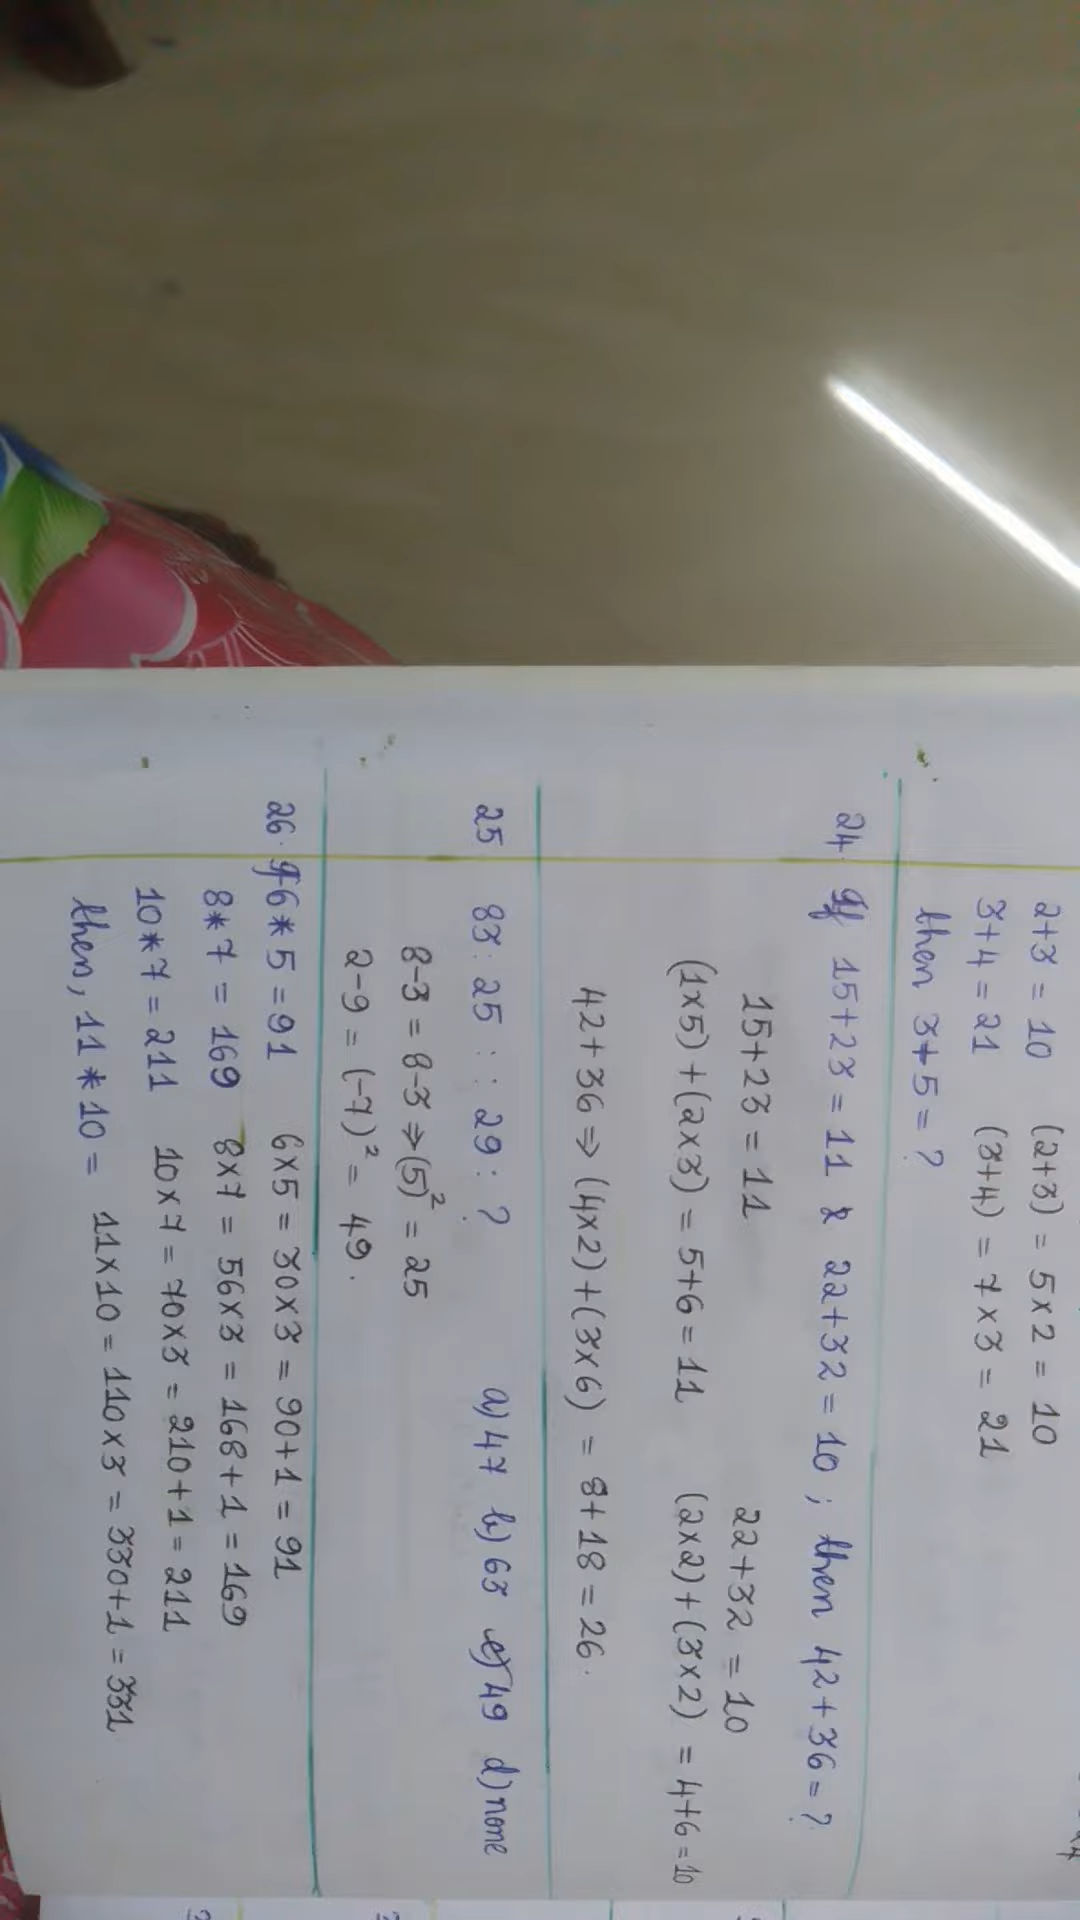 2+3 = 10 (2+3) = 5×2 = 10
3+4 = 21 (3+4) = 7×3 = 21
then 3+5 = ?
24. If 15+23 = 11 & 22+32 = 10 ; then 42+36 = ?
15+23 = 11 22+32 = 10
(1×5) + (2×3) = 5+6 = 11 (2×2) + (3×2) = 4+6 = 10
42+36 ⇒ (4×2) + (3×6) = 8+18 = 26.
25 83 : 25 : : 29 : ? a) 47 b) 63 c) 49 d) none
8-3 = 8-3 ⇒ (5)² = 25
2-9 = (-7)² = 49.
26. If 6*5 = 91 6×5 = 30×3 = 90+1 = 91
8*7 = 169 8×7 = 56×3 = 168+1 = 169
10*7 = 211 10×7 = 70×3 = 210+1 = 211
then, 11*10 = 11×10 = 110×3 = 330+1 = 331